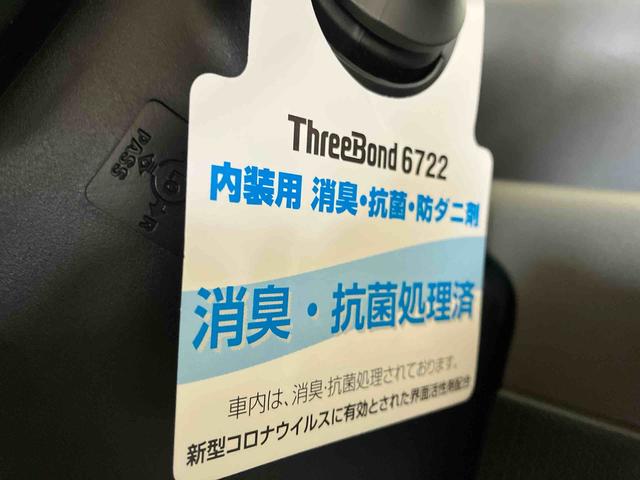 ThreeBond 6722
内装用 消臭・抗菌・防ダニ剤
消臭・抗菌処理済
車内は、消臭・抗菌処理されております。
新型コロナウイルスに有効とされた界面活性剤配合
PASS
LO
R